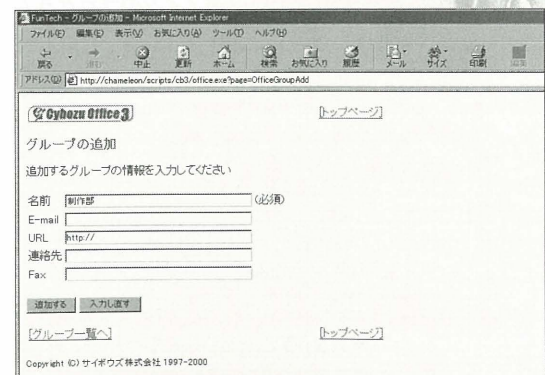 FunTech - グループの追加 - Microsoft Internet Explorer
ファイル(F) 編集(E) 表示(V) お気に入り(A) ツール(T) ヘルプ(H)
戻る 中止 更新 ホーム 検索 お気に入り 履歴 メール サイズ 印刷
アドレス(D) http://chameleon/scripts/cb3/office.exe?page=OfficeGroupAdd
Cybozu Office 3 [トップページ]
グループの追加
追加するグループの情報を入力してください
名前 制作部 (必須)
E-mail
URL http://
連絡先
Fax
追加する 入力し直す
[グループ一覧へ] [トップページ]
Copyright (C) サイボウズ株式会社 1997-2000